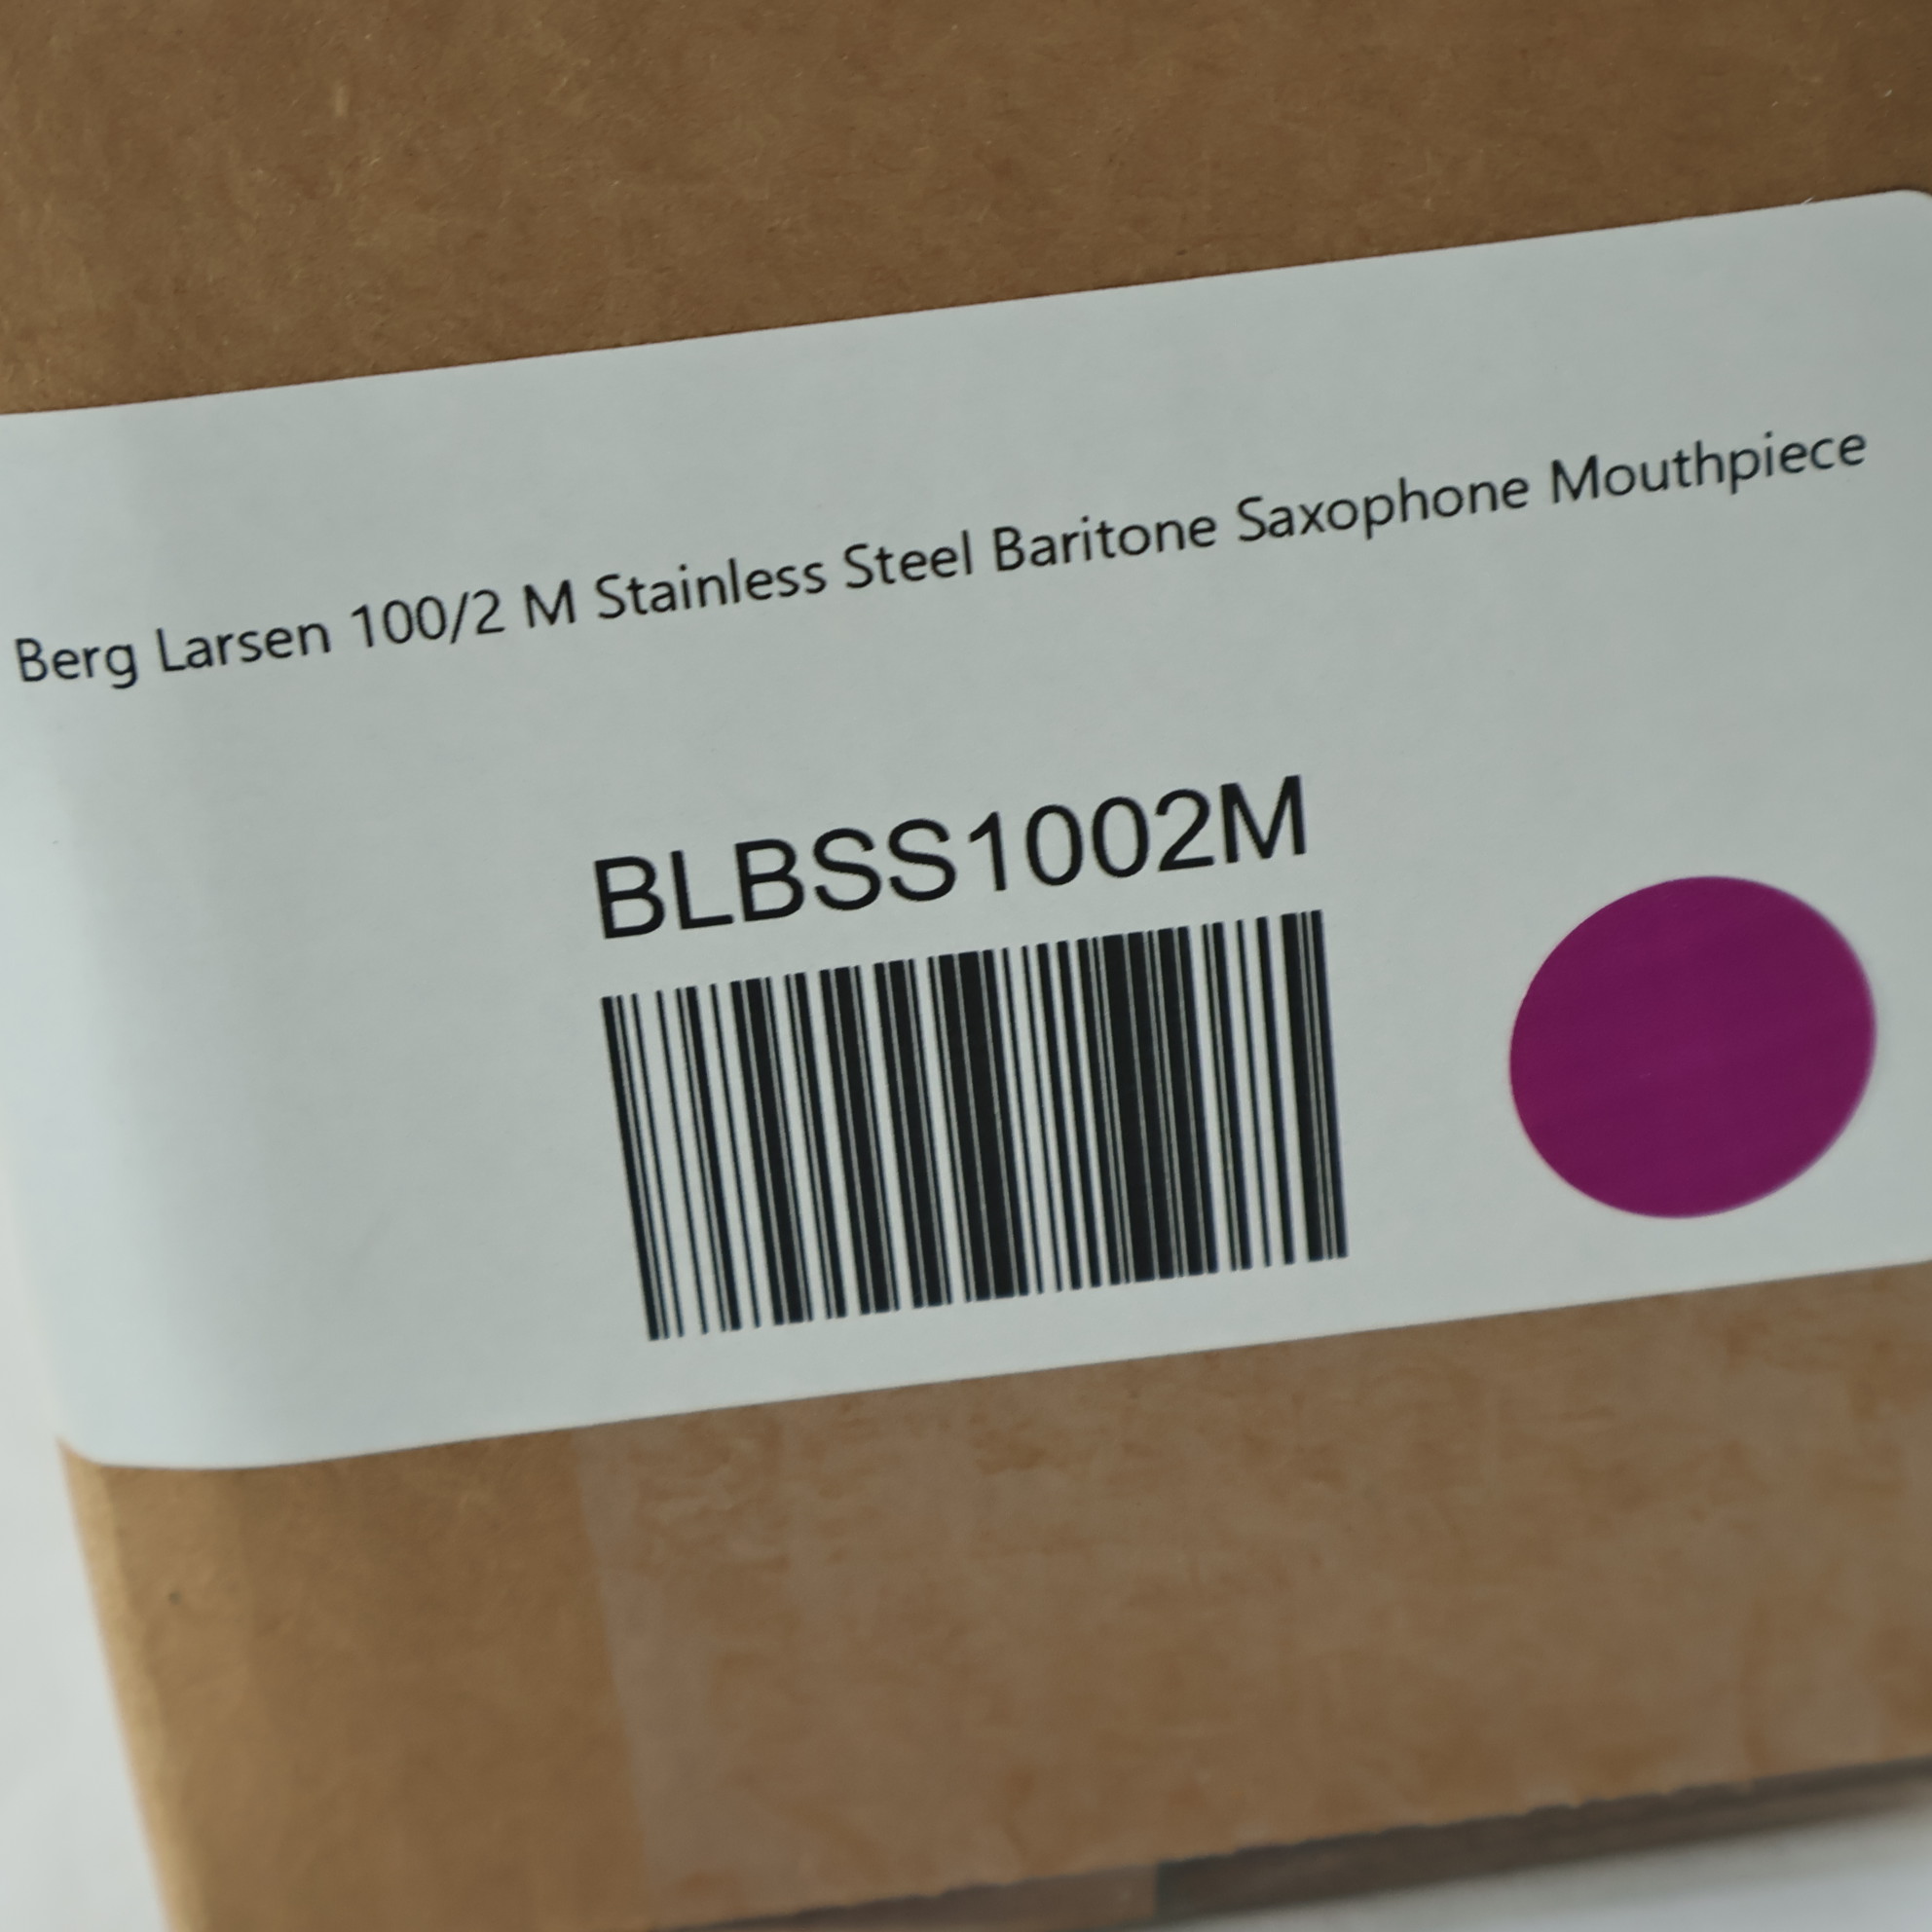 Berg Larsen 100/2 M Stainless Steel Baritone Saxophone Mouthpiece
BLBSS1002M